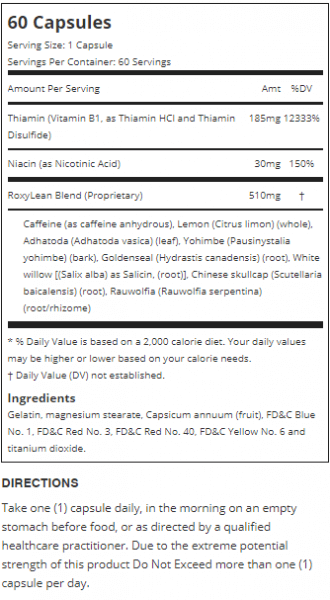 60 Capsules
Serving Size: 1 Capsule
Servings Per Container: 60 Servings
Amount Per Serving Amt %DV
Thiamin (Vitamin B1, as Thiamin HCl and Thiamin 185mg 12333%
Disulfide)
Niacin (as Nicotinic Acid) 30mg 150%
RoxyLean Blend (Proprietary) 510mg †
Caffeine (as caffeine anhydrous), Lemon (Citrus limon) (whole),
Adhatoda (Adhatoda vasica) (leaf), Yohimbe (Pausinystalia
yohimbe) (bark), Goldenseal (Hydrastis canadensis) (root), White
willow [(Salix alba) as Salicin, (root)], Chinese skullcap (Scutellaria
baicalensis) (root), Rauwolfia (Rauwolfia serpentina)
(root/rhizome)
* % Daily Value is based on a 2,000 calorie diet. Your daily values
may be higher or lower based on your calorie needs.
† Daily Value (DV) not established.
Ingredients
Gelatin, magnesium stearate, Capsicum annuum (fruit), FD&C Blue
No. 1, FD&C Red No. 3, FD&C Red No. 40, FD&C Yellow No. 6 and
titanium dioxide.
DIRECTIONS
Take one (1) capsule daily, in the morning on an empty
stomach before food, or as directed by a qualified
healthcare practitioner. Due to the extreme potential
strength of this product Do Not Exceed more than one (1)
capsule per day.